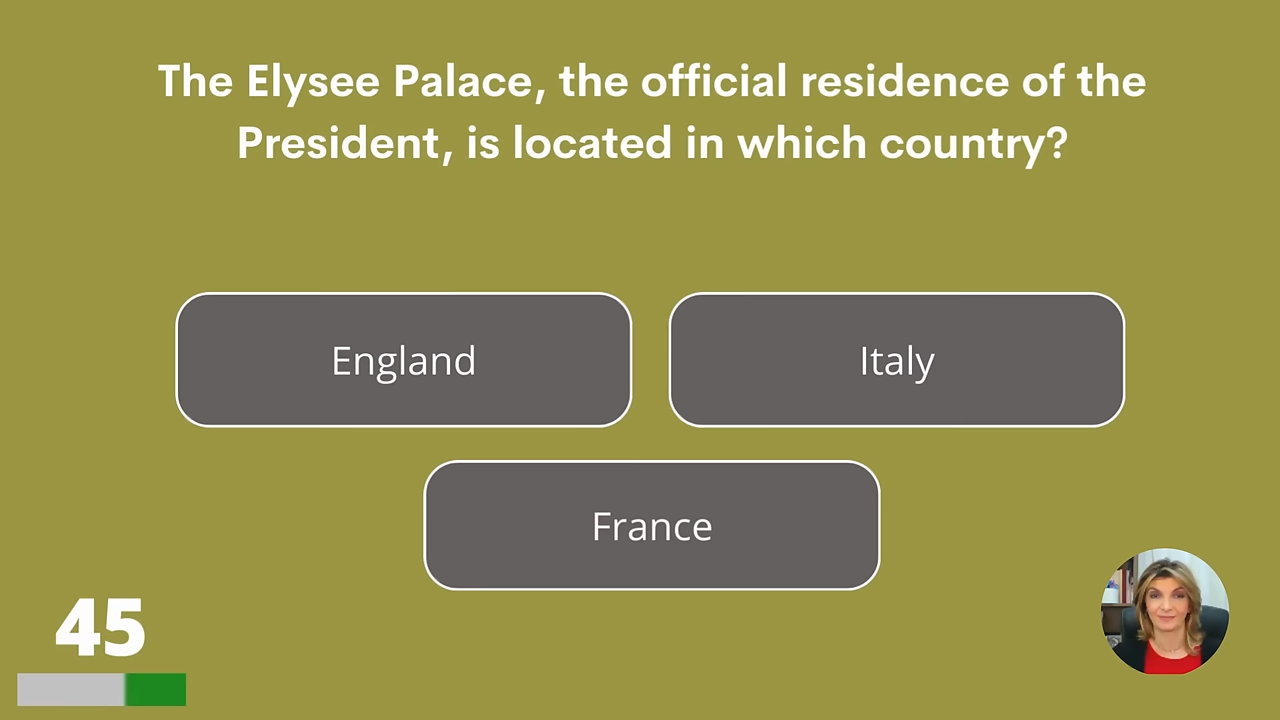 The Elysee Palace, the official residence of the
President, is located in which country?
England
Italy
France
45